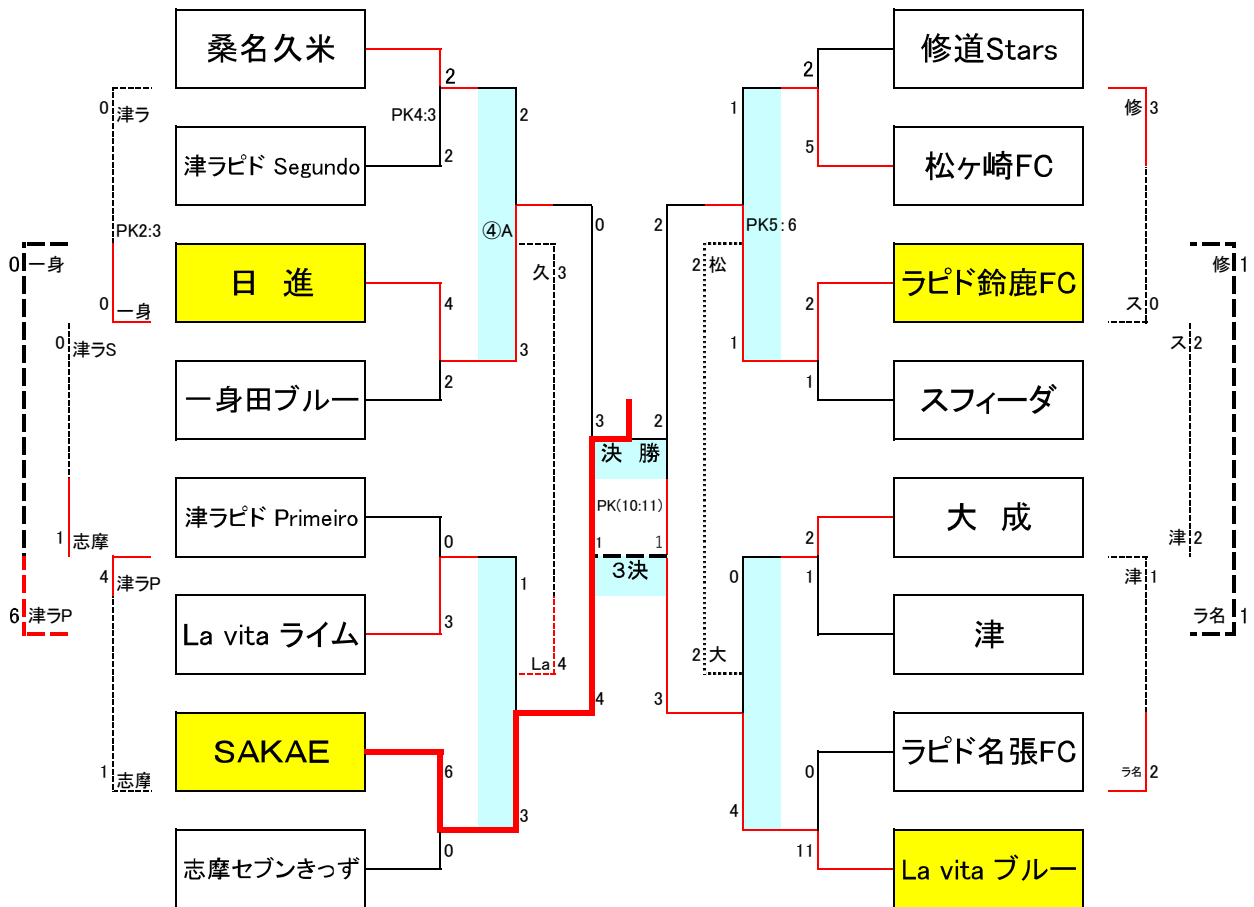 桑名久米
修道Stars
2
2
0
津ラ
1
修
3
PK4:3
2
津ラピド Segundo
2
5
松ヶ崎FC
PK2:3
④A
0
2
PK5:6
0
一身
日 進
久
3
2
松
ラピド鈴鹿FC
修
1
0
一身
4
2
ス
0
0
津ラS
3
1
ス
2
2
1
一身田ブルー
スフィーダ
3
2
決 勝
津ラピド Primeiro
PK(10:11)
大 成
1
志摩
0
1
1
2
津
2
4
津ラP
1
3決
0
1
津
1
6
津ラP
La vita ライム
3
津
ラ名
1
La
4
2
大
4
3
SAKAE
ラピド名張FC
1
志摩
6
0
ラ名
2
3
4
0
11
志摩セブンきっず
La vita ブルー